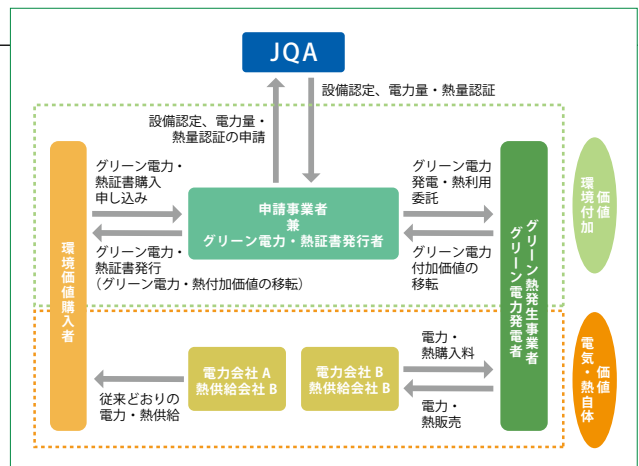 JQA
設備認定、電力量・熱量認証
設備認定、電力量・
熱量認証の申請
グリーン電力・
熱証書購入
申し込み
申請事業者
兼
グリーン電力・熱証書発行者
グリーン電力
発電・熱利用
委託
グリーン電力・
熱証書発行
（グリーン電力・熱付加価値の移転）
グリーン電力
付加価値の
移転
環境価値購入者
グリーン熱発生事業者
グリーン電力発電者
環境付加
価値
電力会社 A
熱供給会社 B
電力会社 B
熱供給会社 B
電力・
熱購入料
電力・
熱販売
従来どおりの
電力・熱供給
電気・熱自体
価値